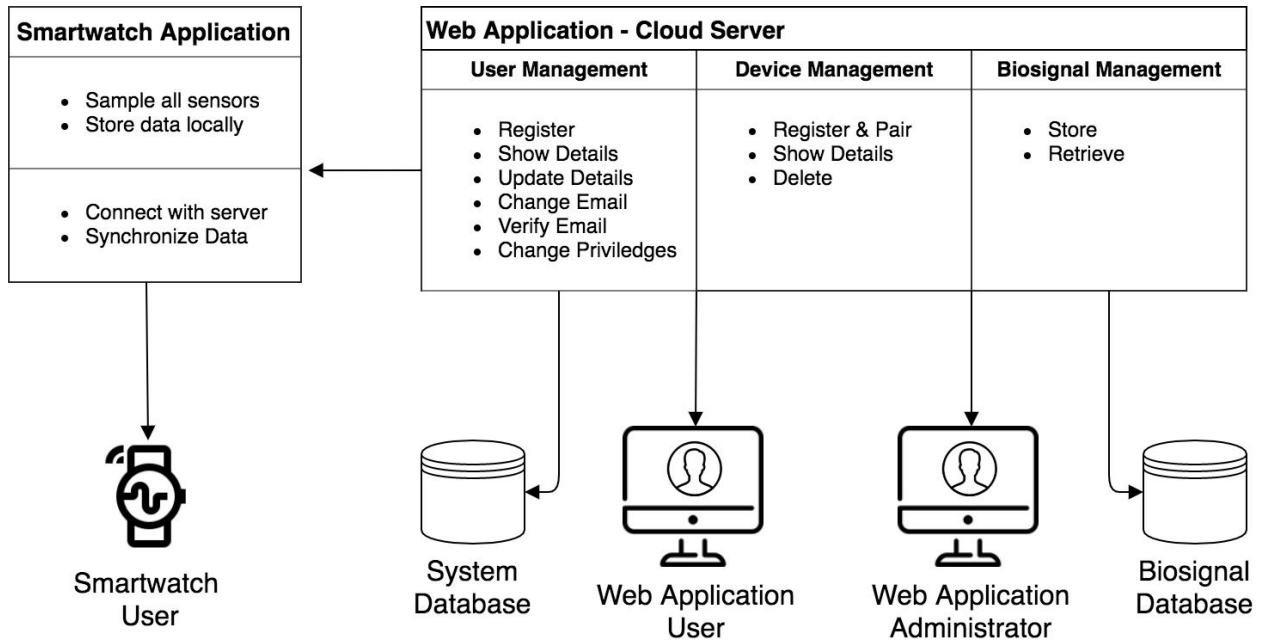 Smartwatch Application
• Sample all sensors
• Store data locally
• Connect with server
• Synchronize Data
Web Application - Cloud Server
User Management
• Register
• Show Details
• Update Details
• Change Email
• Verify Email
• Change Priviledges
Device Management
• Register & Pair
• Show Details
• Delete
Biosignal Management
• Store
• Retrieve
Smartwatch
User
System
Database
Web Application
User
Web Application
Administrator
Biosignal
Database